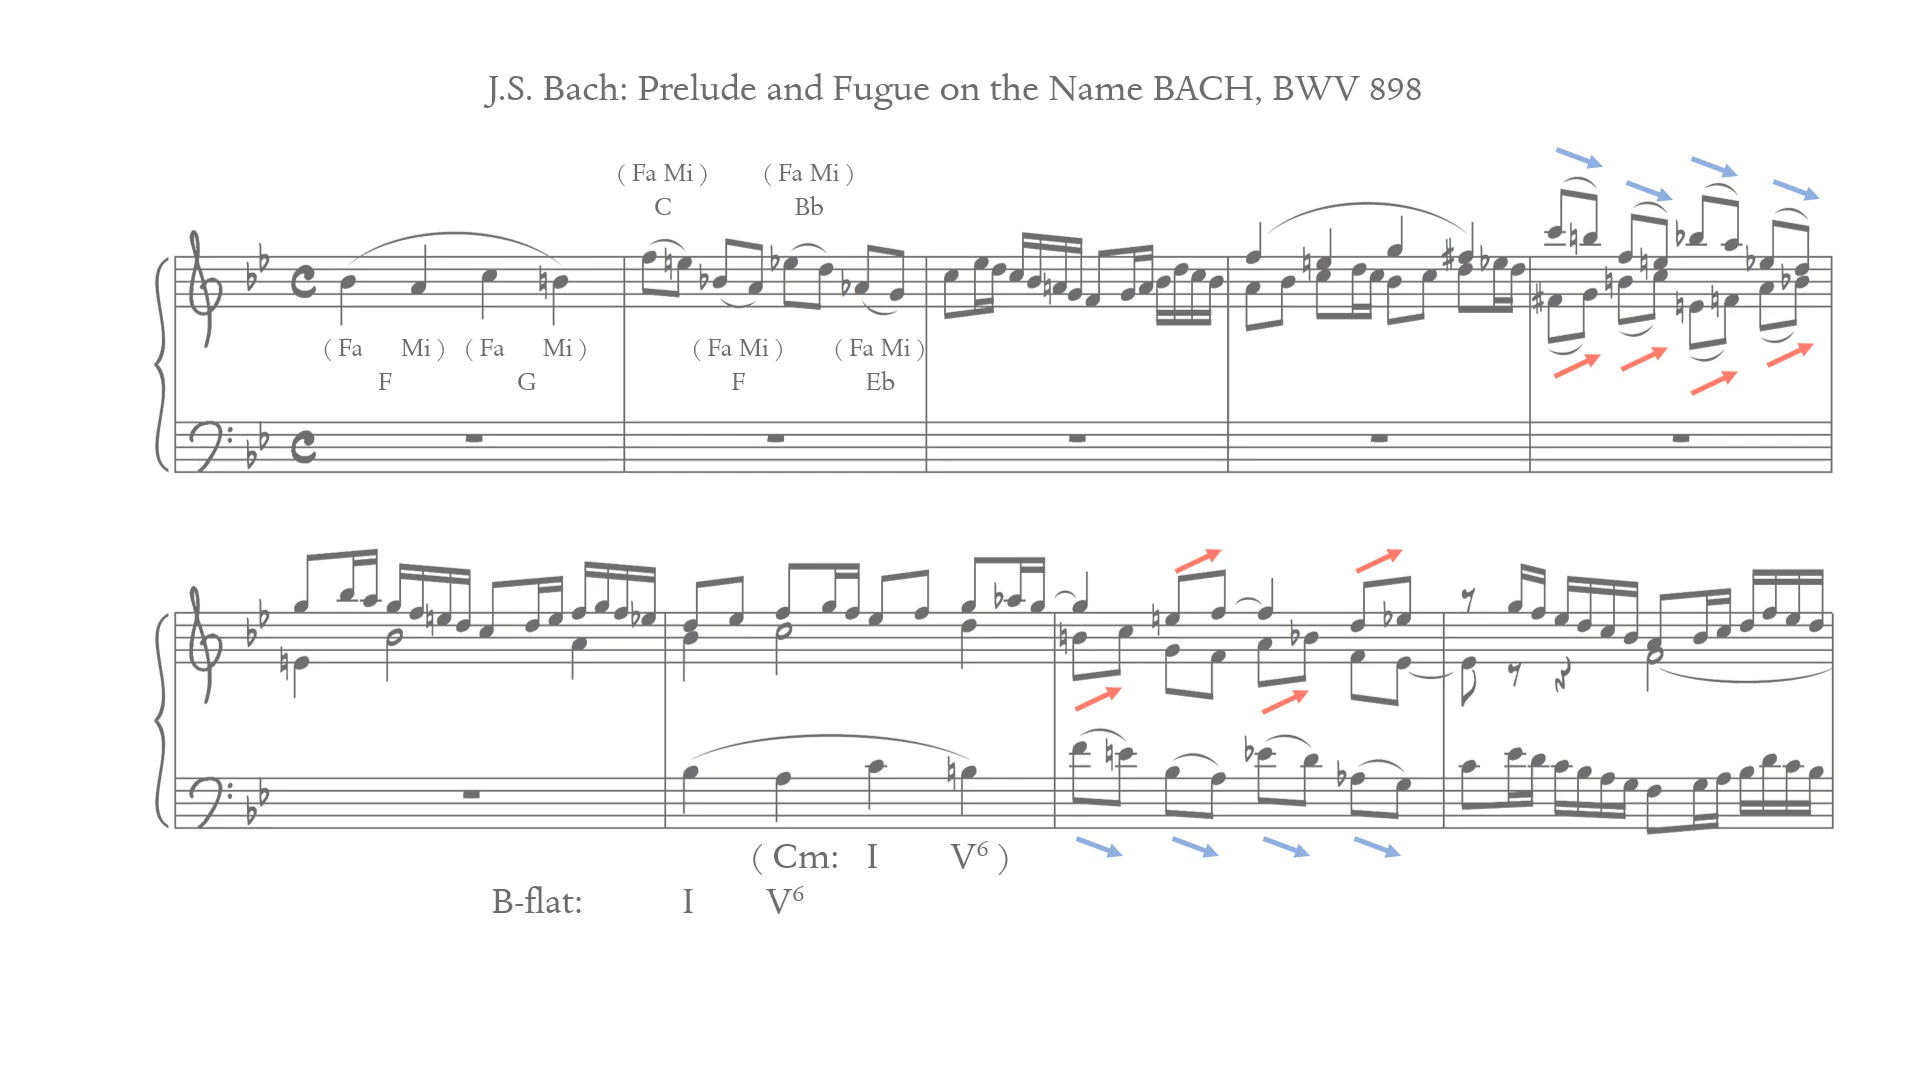 J.S. Bach: Prelude and Fugue on the Name BACH, BWV 898
( Fa Mi ) ( Fa Mi )
C Bb
( Fa Mi ) ( Fa Mi ) ( Fa Mi ) ( Fa Mi )
F G F Eb
( Cm: I V⁶ )
B-flat: I V⁶